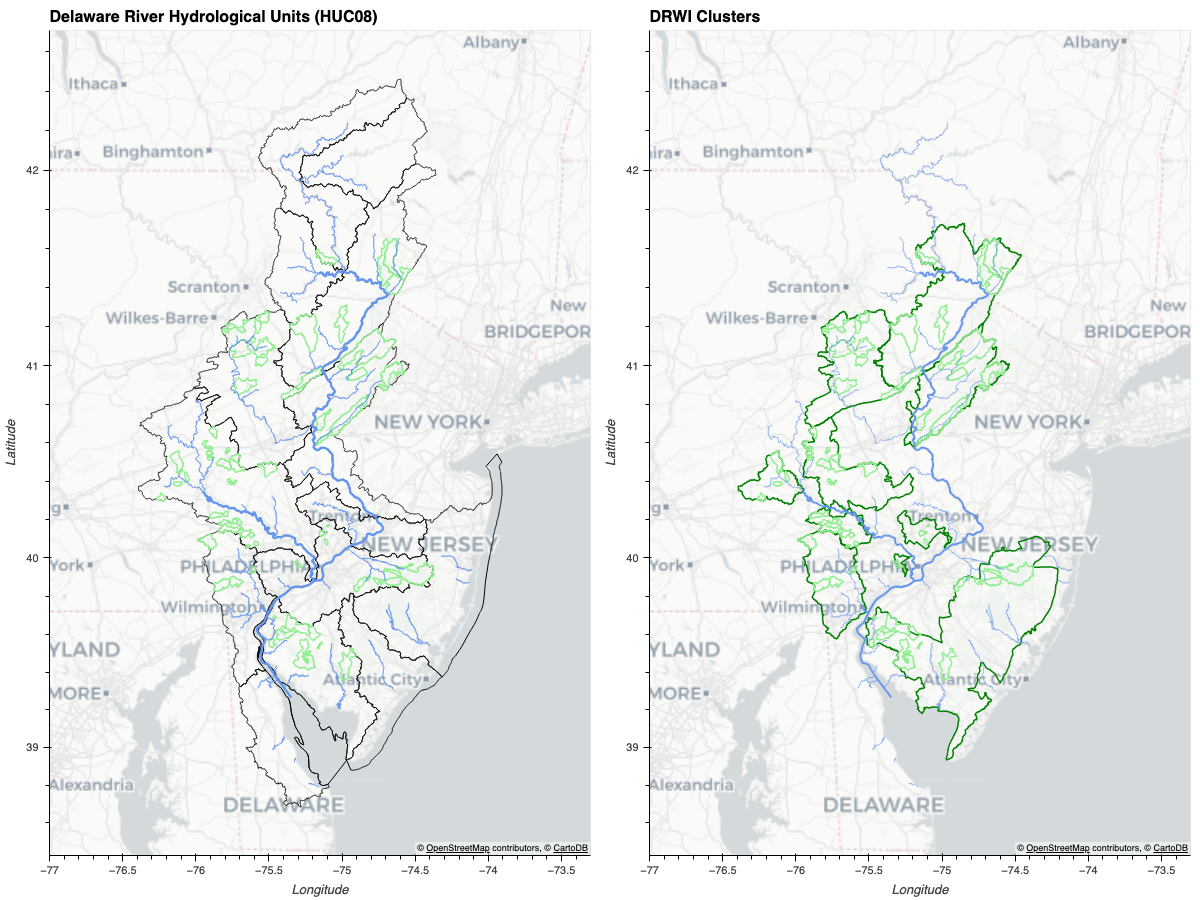 Delaware River Hydrological Units (HUC08)
Albany
Ithaca
ira
Binghamton
42
Scranton
Wilkes-Barre
New
BRIDGEPOR
41
NEW YORK
Latitude
g
Trenton
NEW JERSEY
40
York
PHILADELPHIA
Wilmington
YLAND
MORE
Atlantic City
39
Alexandria
DELAWARE
© OpenStreetMap contributors, © CartoDB
−77
−76.5
−76
−75.5
−75
−74.5
−74
−73.5
Longitude
DRWI Clusters
Albany
Ithaca
ira
Binghamton
42
Scranton
Wilkes-Barre
New
BRIDGEPOR
41
NEW YORK
Latitude
g
Trenton
NEW JERSEY
40
York
PHILADELPHIA
Wilmington
YLAND
MORE
Atlantic City
39
Alexandria
DELAWARE
© OpenStreetMap contributors, © CartoDB
−77
−76.5
−76
−75.5
−75
−74.5
−74
−73.5
Longitude